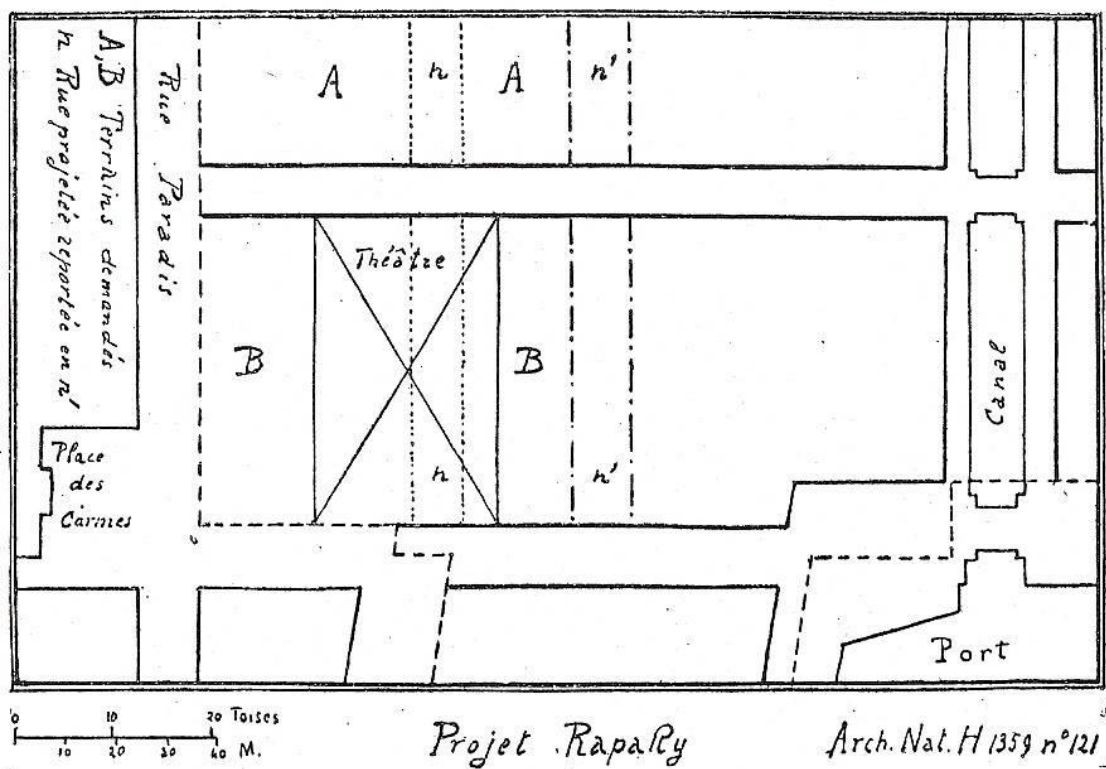 A,B Terrains demandés
n Rue projetée reportée en n'
Rue Paradis
A
n
A
n'
Théâtre
B
B
n
n'
Canal
Place
des
Carmes
Port
0 10 20 Toises
10 20 30 40 M.
Projet Rapally
Arch. Nat. H 1359 n° 121